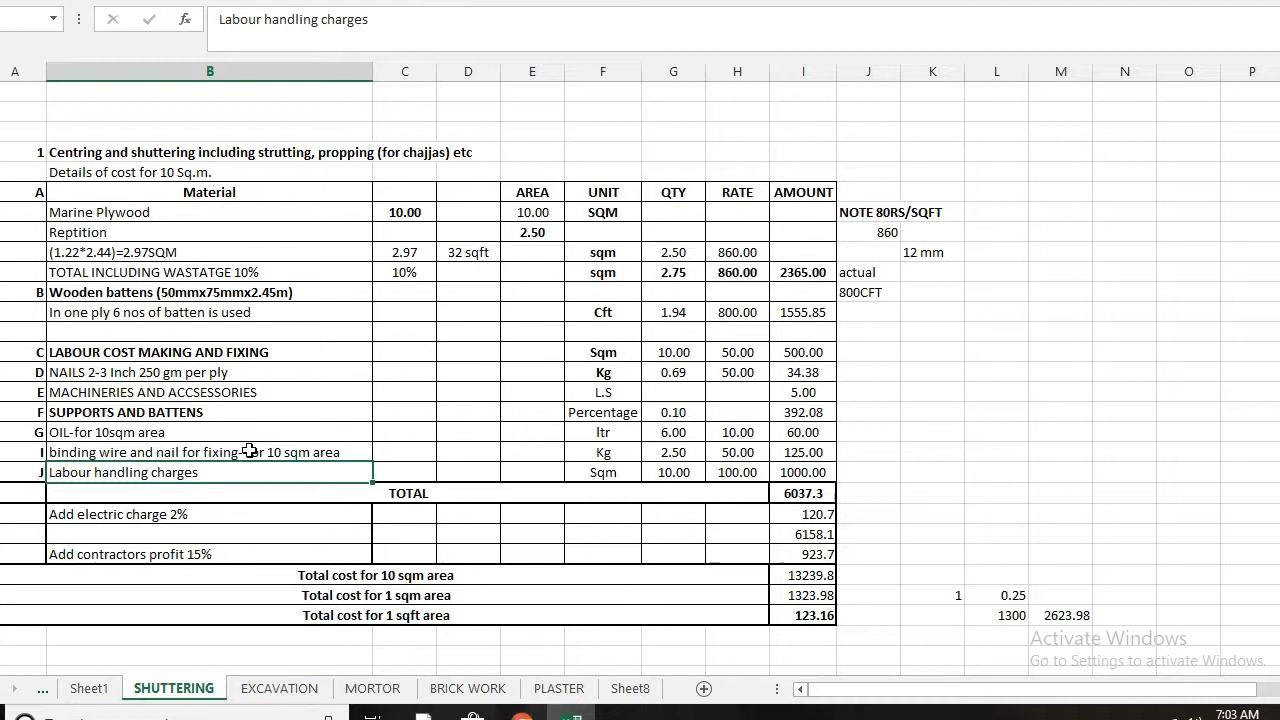 Labour handling charges
A B C D E F G H I J K L M N O P
1 Centring and shuttering including strutting, propping (for chajjas) etc
Details of cost for 10 Sq.m.
A Material AREA UNIT QTY RATE AMOUNT
Marine Plywood 10.00 10.00 SQM NOTE 80RS/SQFT
Reptition 2.50 860
(1.22*2.44)=2.97SQM 2.97 32 sqft sqm 2.50 860.00 12 mm
TOTAL INCLUDING WASTATGE 10% 10% sqm 2.75 860.00 2365.00 actual
B Wooden battens (50mmx75mmx2.45m) 800CFT
In one ply 6 nos of batten is used Cft 1.94 800.00 1555.85
C LABOUR COST MAKING AND FIXING Sqm 10.00 50.00 500.00
D NAILS 2-3 Inch 250 gm per ply Kg 0.69 50.00 34.38
E MACHINERIES AND ACCSESSORIES L.S 5.00
F SUPPORTS AND BATTENS Percentage 0.10 392.08
G OIL-for 10sqm area ltr 6.00 10.00 60.00
I binding wire and nail for fixing- 10 sqm area Kg 2.50 50.00 125.00
J Labour handling charges Sqm 10.00 100.00 1000.00
TOTAL 6037.3
Add electric charge 2% 120.7
6158.1
Add contractors profit 15% 923.7
Total cost for 10 sqm area 13239.8
Total cost for 1 sqm area 1323.98 1 0.25
Total cost for 1 sqft area 123.16 1300 2623.98
Activate Windows
Go to Settings to activate Windows.
... Sheet1 SHUTTERING EXCAVATION MORTOR BRICK WORK PLASTER Sheet8
7:03 AM